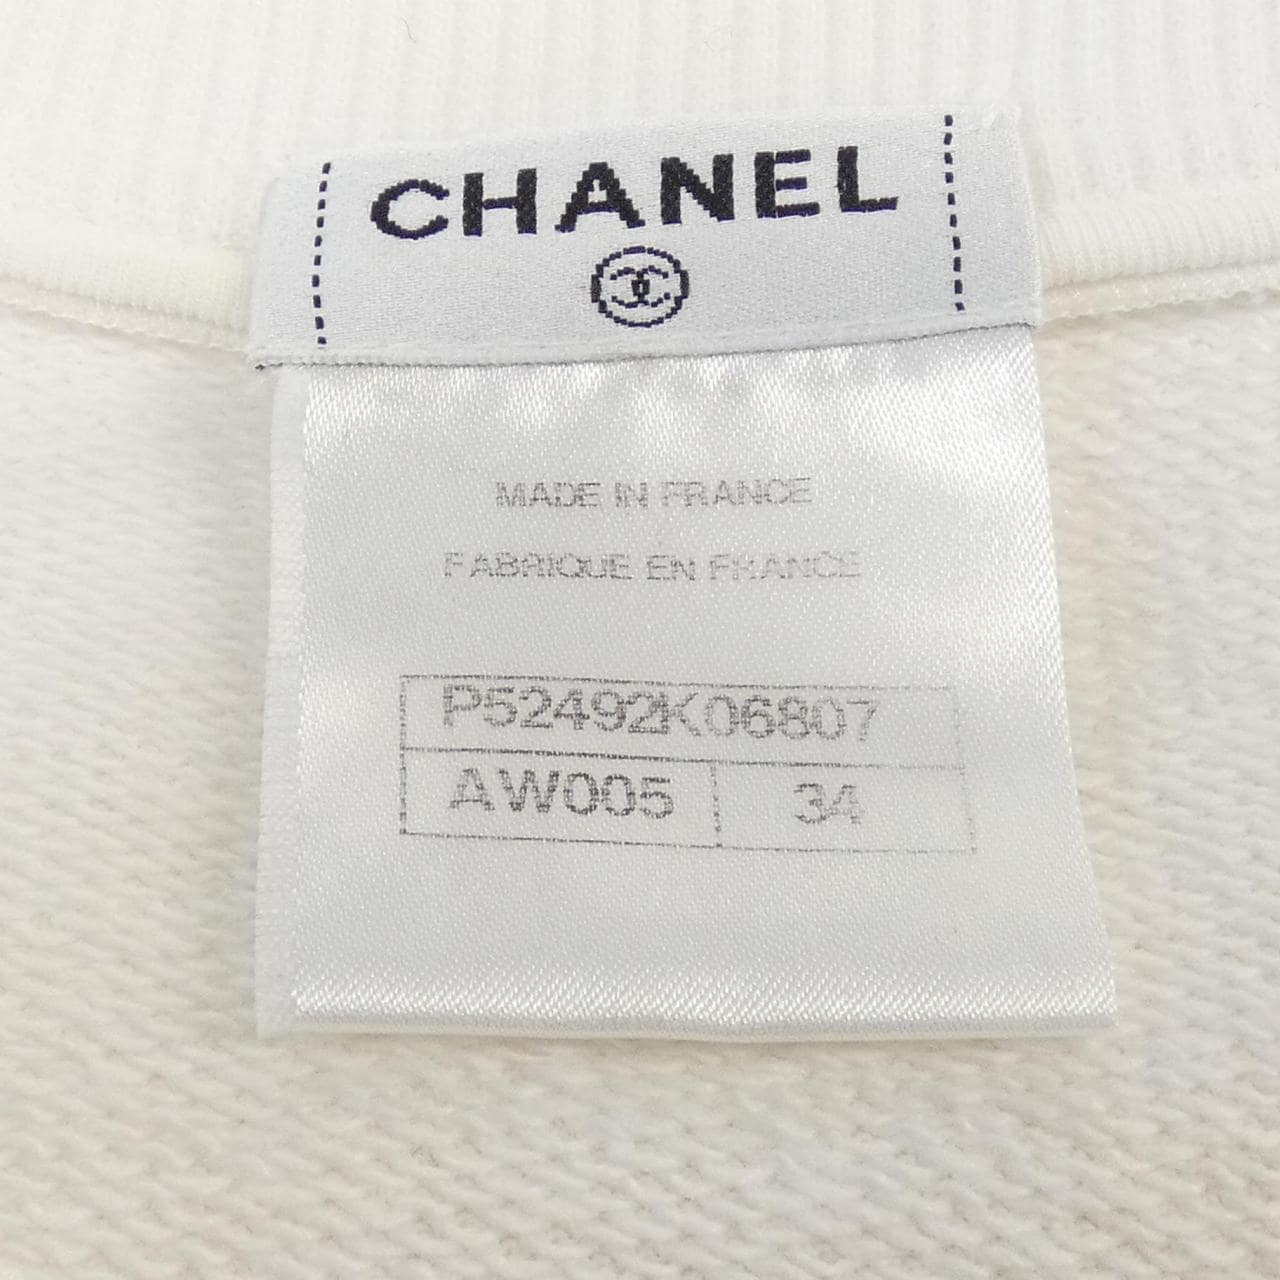 CHANEL
MADE IN FRANCE
FABRIQUE EN FRANCE
P52492K06807
AW005 34